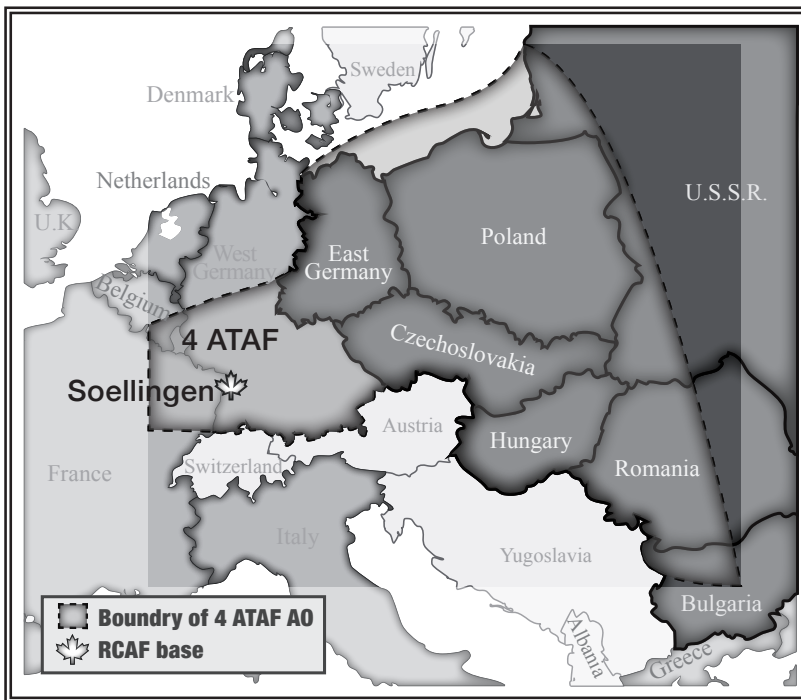 Sweden
Denmark
Netherlands
U.S.S.R.
U.K
West
Germany
East
Germany
Poland
Belgium
4 ATAF
Czechoslovakia
Soellingen
Austria
Hungary
France
Switzerland
Romania
Italy
Yugoslavia
Bulgaria
Albania
Greece
Boundry of 4 ATAF AO
RCAF base